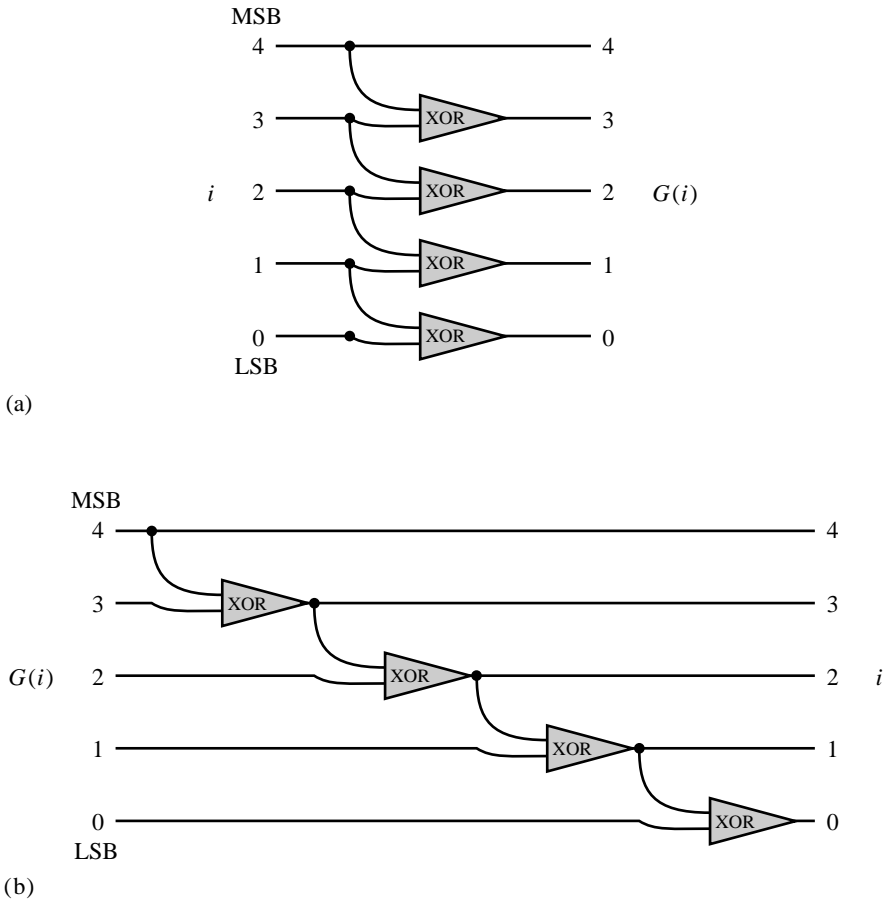 MSB
4 4
3 XOR 3
i 2 XOR 2 G(i)
1 XOR 1
0 XOR 0
LSB
(a)
MSB
4 4
3 XOR 3
G(i) 2 XOR 2 i
1 XOR 1
0 XOR 0
LSB
(b)